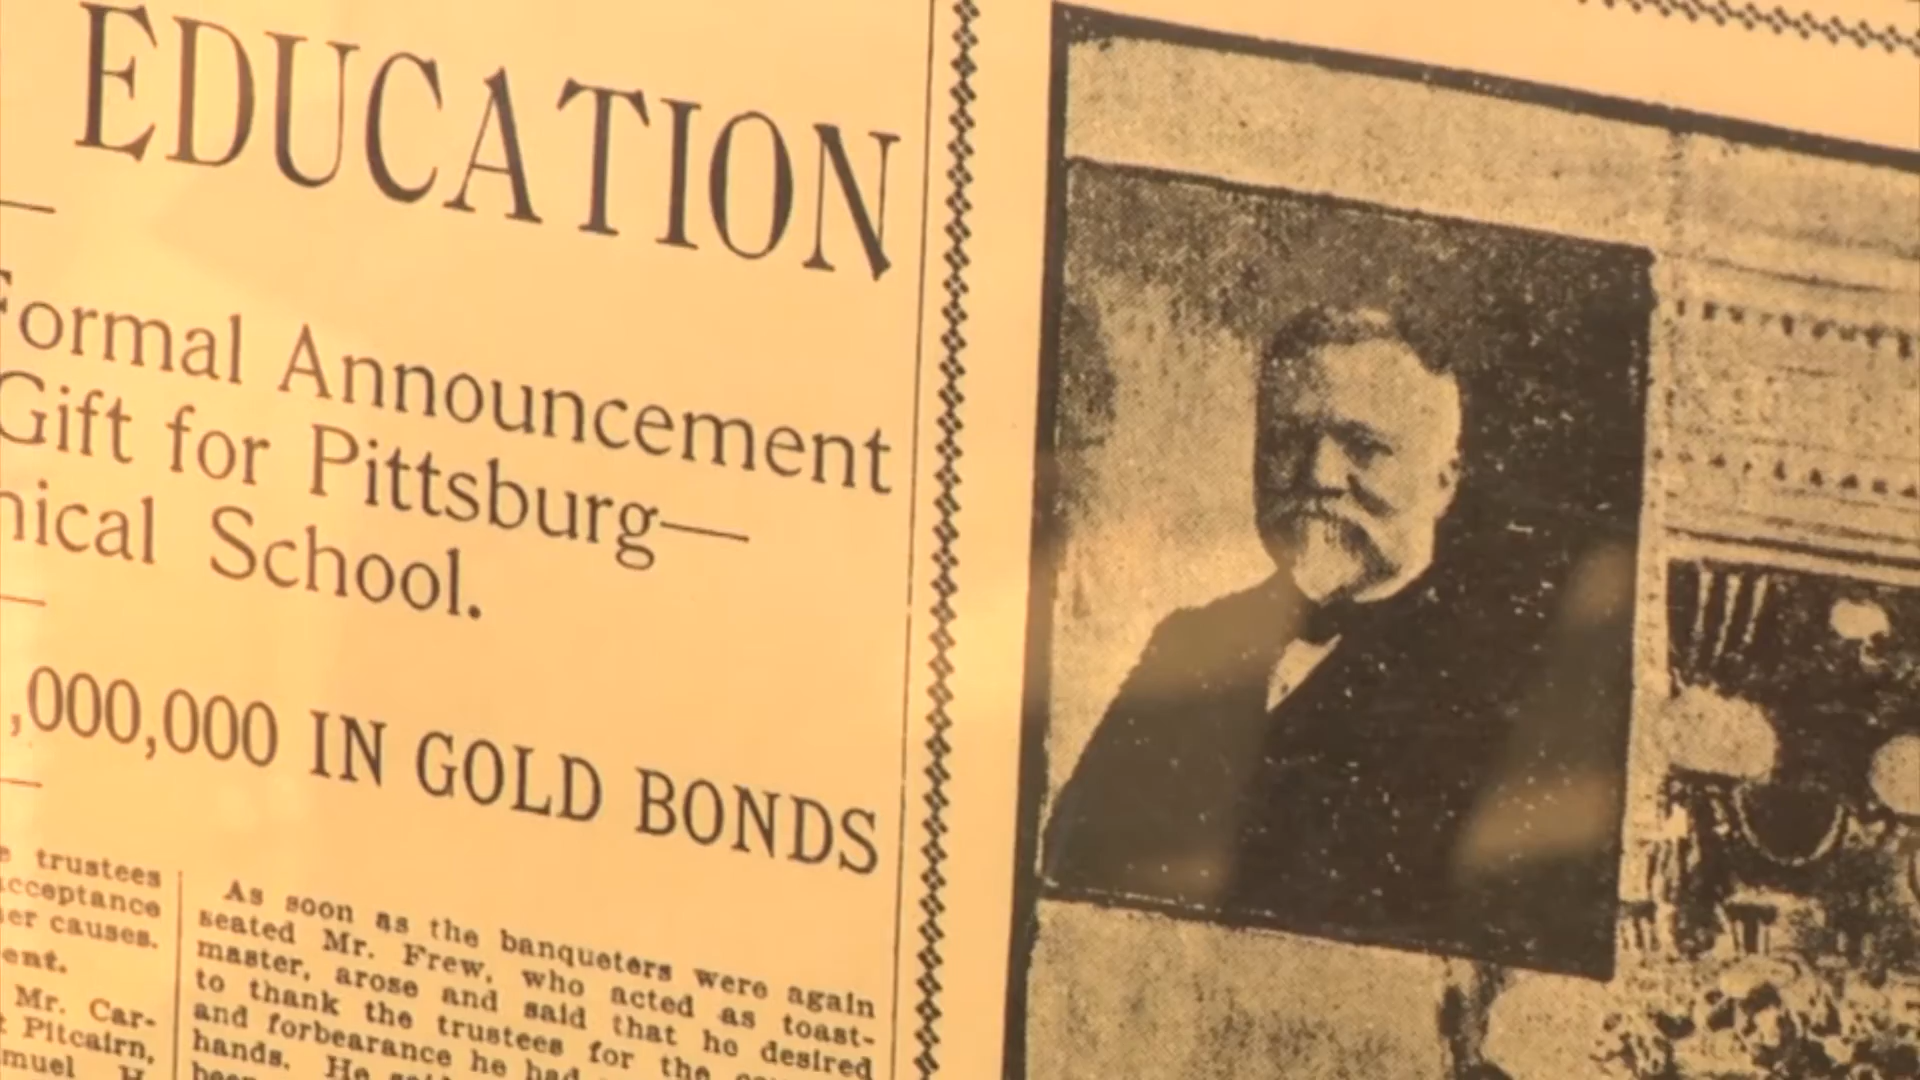 EDUCATION
Formal Announcement
Gift for Pittsburg—
nical School.
,000,000 IN GOLD BONDS
trustees
acceptance
er causes.
ent.
Mr. Car-
Pitcairn,
muel H.
As soon as the banqueters were again
seated Mr. Frew, who acted as toast-
master, arose and said that he desired
to thank the trustees for the
and forbearance he had
hands. He